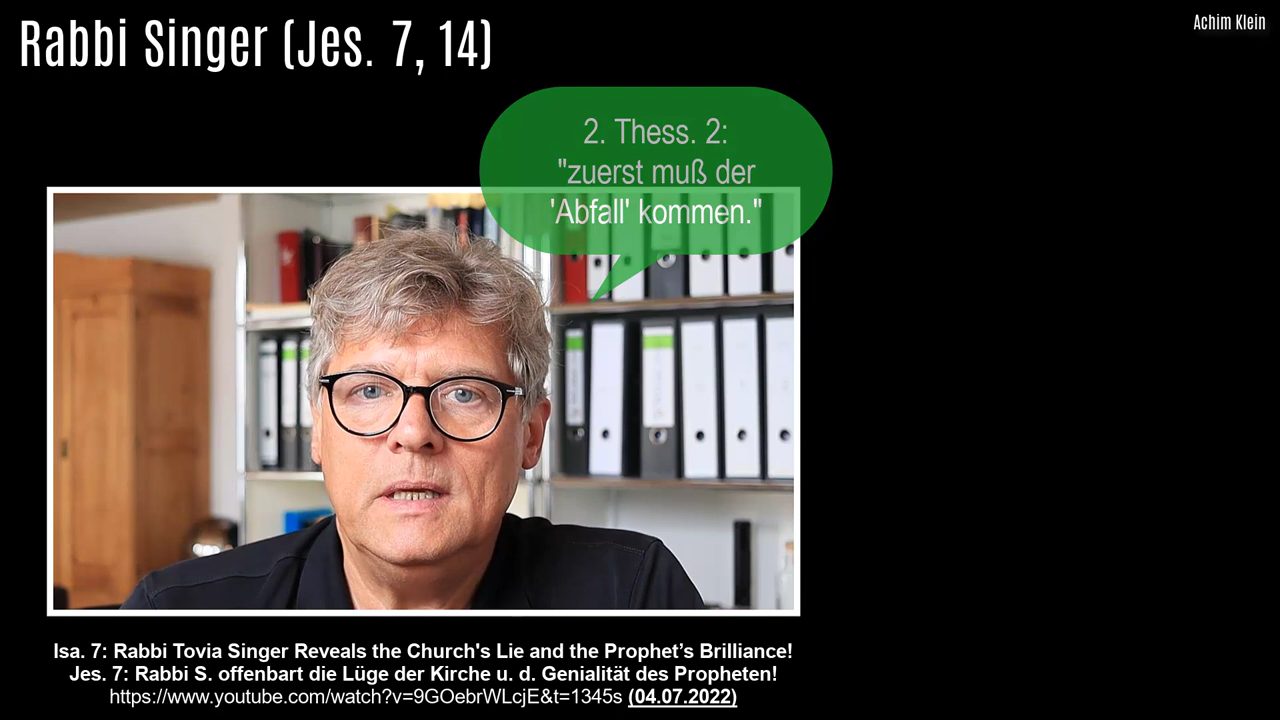 Rabbi Singer (Jes. 7, 14)
Achim Klein
2. Thess. 2:
"zuerst muß der
'Abfall' kommen."
Isa. 7: Rabbi Tovia Singer Reveals the Church's Lie and the Prophet’s Brilliance!
Jes. 7: Rabbi S. offenbart die Lüge der Kirche u. d. Genialität des Propheten!
https://www.youtube.com/watch?v=9GOebrWLcjE&t=1345s (04.07.2022)